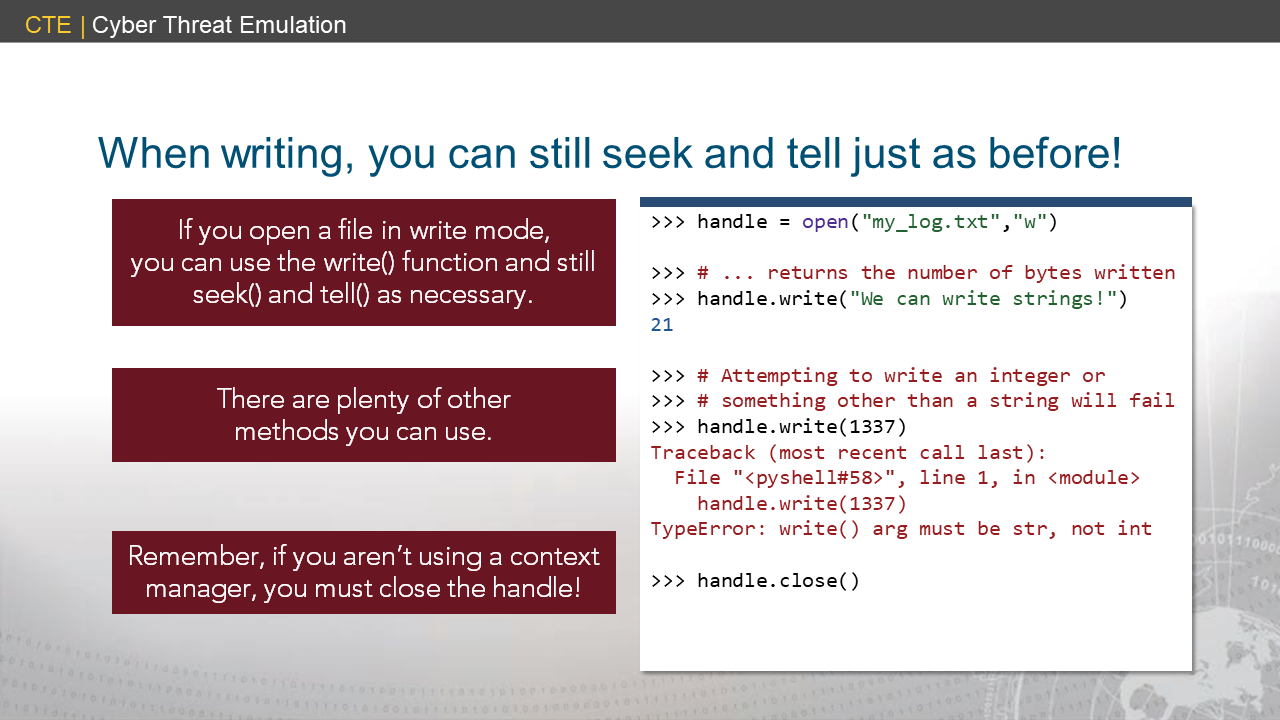 CTE | Cyber Threat Emulation
When writing, you can still seek and tell just as before!
If you open a file in write mode,
you can use the write() function and still
seek() and tell() as necessary.
There are plenty of other
methods you can use.
Remember, if you aren't using a context
manager, you must close the handle!
>>> handle = open("my_log.txt","w")
>>> # ... returns the number of bytes written
>>> handle.write("We can write strings!")
21
>>> # Attempting to write an integer or
>>> # something other than a string will fail
>>> handle.write(1337)
Traceback (most recent call last):
  File "<pyshell#58>", line 1, in <module>
    handle.write(1337)
TypeError: write() arg must be str, not int
>>> handle.close()